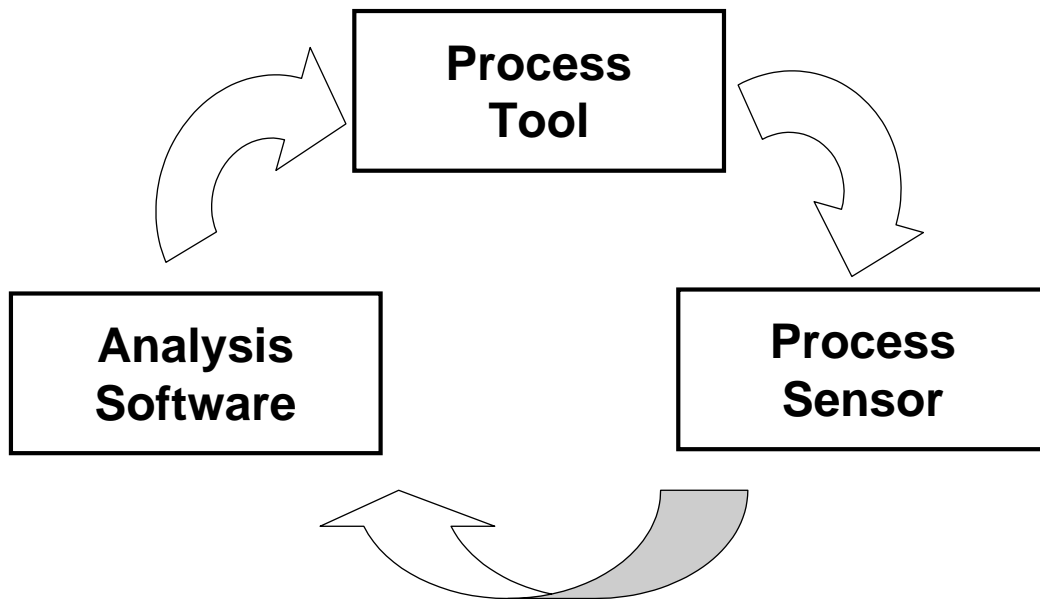 Process
Tool
Analysis
Software
Process
Sensor